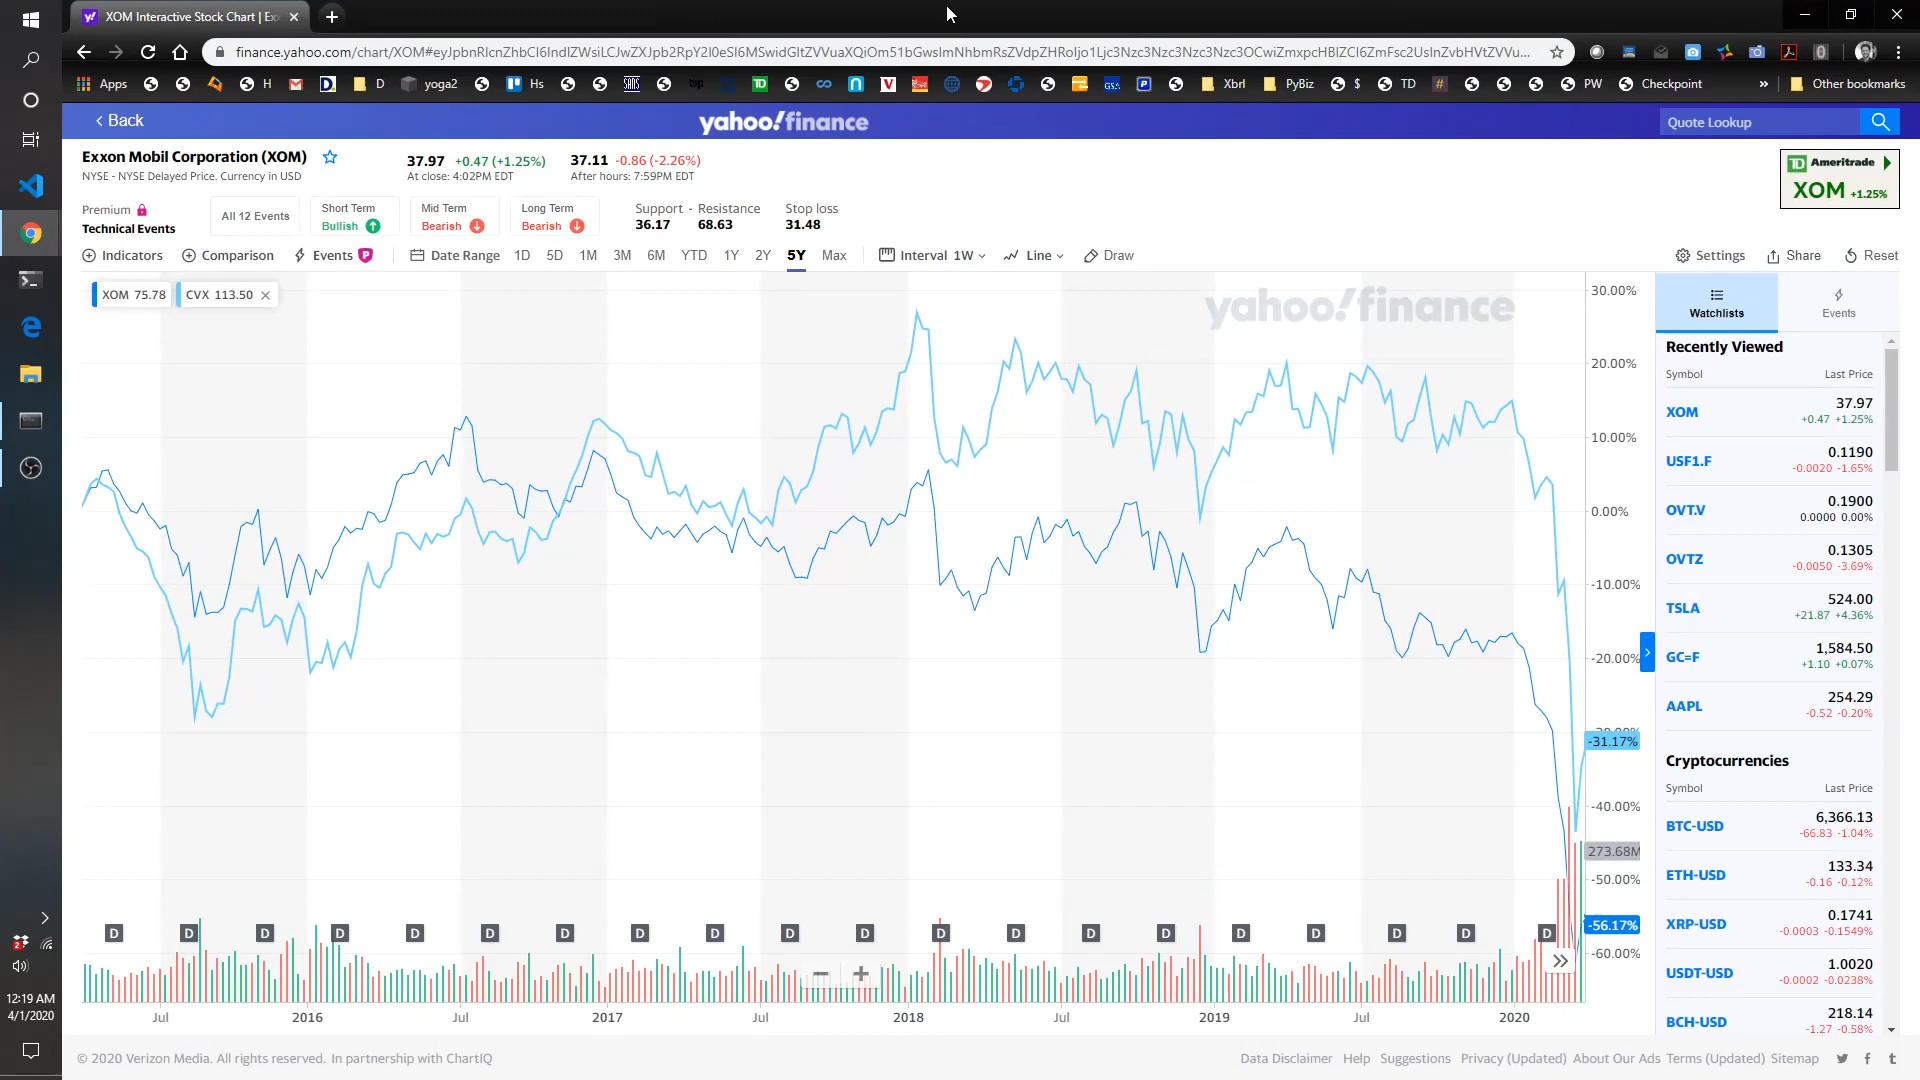 XOM Interactive Stock Chart | Ex
finance.yahoo.com/chart/XOM#eyJpbnRlcnZhbCI6IndlZWsiLCJwZXJpb2RpY2l0eSI6MSwidGltZVVuaXQiOm51bGwsImNhbmRsZVdpZHRoIjo1Ljc3Nzc3Nzc3Nzc3Nzc3OCwiZmxpcHBlZCI6ZmFsc2UsInZvbHVtZVVu...
Apps H D yoga2 Hs Xbrl PyBiz $ TD # PW Checkpoint » Other bookmarks
Back
yahoo!finance
Quote Lookup
Exxon Mobil Corporation (XOM)
NYSE - NYSE Delayed Price. Currency in USD
37.97 +0.47 (+1.25%)
At close: 4:02PM EDT
37.11 -0.86 (-2.26%)
After hours: 7:59PM EDT
TD Ameritrade
XOM +1.25%
Premium
Technical Events
All 12 Events
Short Term
Bullish
Mid Term
Bearish
Long Term
Bearish
Support - Resistance
36.17 68.63
Stop loss
31.48
Indicators Comparison Events P Date Range 1D 5D 1M 3M 6M YTD 1Y 2Y 5Y Max Interval 1W Line Draw Settings Share Reset
XOM 75.78 CVX 113.50
yahoo!finance
30.00%
20.00%
10.00%
0.00%
-10.00%
-20.00%
-30.00%
-31.17%
-40.00%
273.68M
-50.00%
-56.17%
-60.00%
D D D D D D D D D D D D D D D D D D D D
Jul 2016 Jul 2017 Jul 2018 Jul 2019 Jul 2020
Watchlists Events
Recently Viewed
Symbol Last Price
XOM 37.97
+0.47 +1.25%
USF1.F 0.1190
-0.0020 -1.65%
OVT.V 0.1900
0.0000 0.00%
OVTZ 0.1305
-0.0050 -3.69%
TSLA 524.00
+21.87 +4.36%
GC=F 1,584.50
+1.10 +0.07%
AAPL 254.29
-0.52 -0.20%
Cryptocurrencies
Symbol Last Price
BTC-USD 6,366.13
-66.83 -1.04%
ETH-USD 133.34
-0.16 -0.12%
XRP-USD 0.1741
-0.0003 -0.1549%
USDT-USD 1.0020
-0.0002 -0.0238%
BCH-USD 218.14
-1.27 -0.58%
12:19 AM
4/1/2020
© 2020 Verizon Media. All rights reserved. In partnership with ChartIQ
Data Disclaimer Help Suggestions Privacy (Updated) About Our Ads Terms (Updated) Sitemap